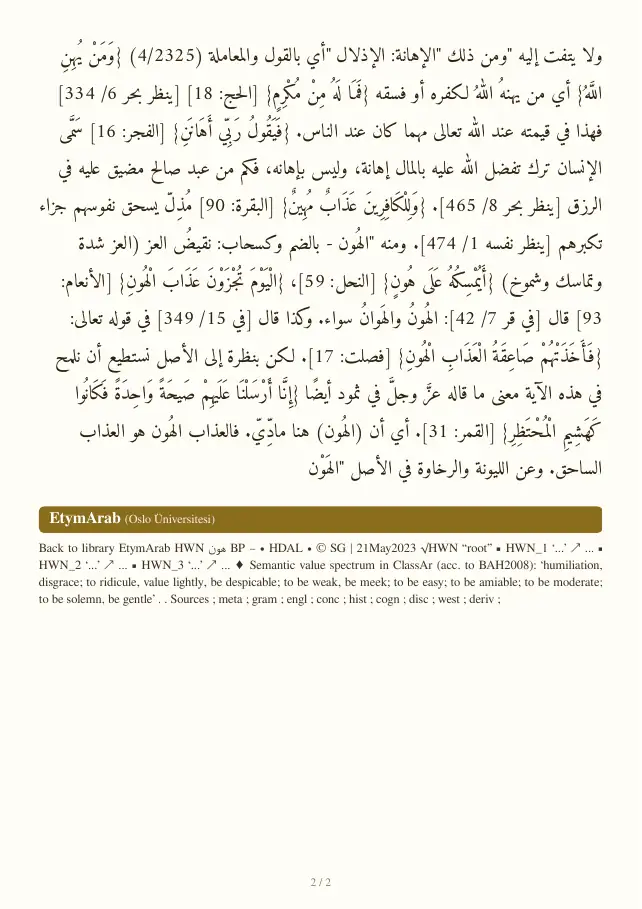 ولا يتفت إليه "ومن ذلك "الإهانة: الإذلال "أي بالقول والمعاملة (4/2325) {وَمَنْ يُهِنِ
اللَّهُ} أي من يهنهُ اللهُ لكفره أو فسقه {فَمَا لَهُ مِنْ مُكْرِمٍ} [الحج: 18] [ينظر بحر 6/ 334]
فهذا في قيمته عند الله تعالى مهما كان عند الناس. {فَيَقُولُ رَبِّي أَهَانَنِ} [الفجر: 16] سَمَّى
الإنسان ترك تفضل الله عليه بالمال إهانة، وليس بإهانه، فكم من عبد صالح مضيق عليه في
الرزق [ينظر بحر 8/ 465]. {وَلِلْكَافِرِينَ عَذَابٌ مُهِينٌ} [البقرة: 90] مُذِلّ يسحق نفوسهم جزاء
تكبرهم [ينظر نفسه 1/ 474]. ومنه "الهُون - بالضم وكسحاب: نقيضُ العز (العز شدة
وتماسك وشموخ) {أَيُمْسِكُهُ عَلَى هُونٍ} [النحل: 59]، {الْيَوْمَ تُجْزَوْنَ عَذَابَ الْهُونِ} [الأنعام:
93] قال [في قر 7/ 42]: الهُونُ والهَوانُ سواء. وكذا قال [في 15/ 349] في قوله تعالى:
{فَأَخَذَتْهُمْ صَاعِقَةُ الْعَذَابِ الْهُونِ} [فصلت: 17]. لكن بنظرة إلى الأصل نستطيع أن نلمح
في هذه الآية معنى ما قاله عزَّ وجلَّ في ثمود أيضًا {إِنَّا أَرْسَلْنَا عَلَيْهِمْ صَيْحَةً وَاحِدَةً فَكَانُوا
كَهَشِيمِ الْمُحْتَظِرِ} [القمر: 31]. أي أن (الهُون) هنا مادِّيّ. فالعذاب الهُون هو العذاب
الساحق. وعن الليونة والرخاوة في الأصل "الهَوْن
EtymArab (Oslo Üniversitesi)
Back to library EtymArab HWN هون BP – • HDAL • © SG | 21May2023 √HWN “root” ▪ HWN_1 ‘...’ ↗ ... ▪
HWN_2 ‘...’ ↗ ... ▪ HWN_3 ‘...’ ↗ ... ♦ Semantic value spectrum in ClassAr (acc. to BAH2008): ‘humiliation,
disgrace; to ridicule, value lightly, be despicable; to be weak, be meek; to be easy; to be amiable; to be moderate;
to be solemn, be gentle’ . . Sources ; meta ; gram ; engl ; conc ; hist ; cogn ; disc ; west ; deriv ;
2 / 2